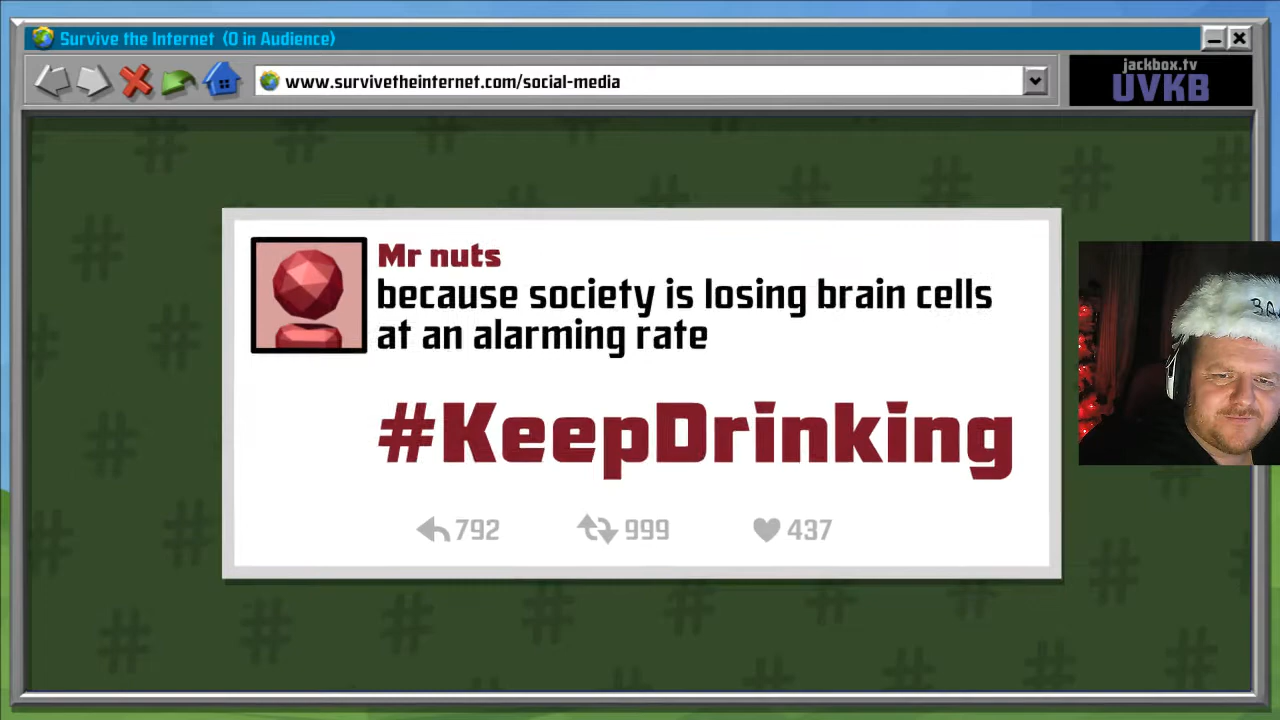 Survive the Internet (0 in Audience)
www.survivetheinternet.com/social-media
jackbox.tv
UVKB
Mr nuts
because society is losing brain cells
at an alarming rate
#KeepDrinking
792 999 437